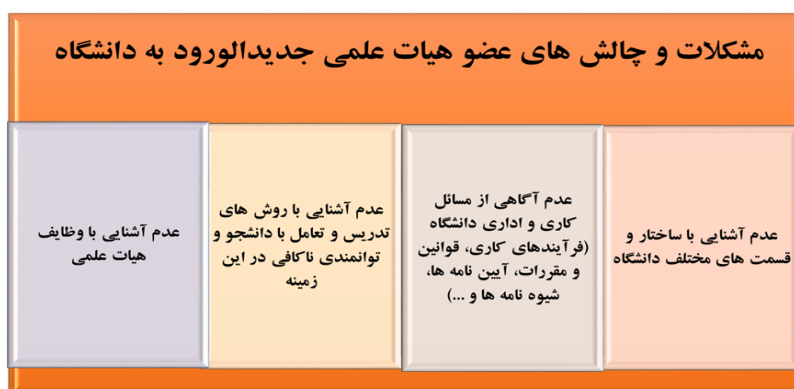 مشکلات و چالش های عضو هیات علمی جدیدالورود به دانشگاه
عدم آشنایی با ساختار و
قسمت های مختلف دانشگاه
عدم آگاهی از مسائل
کاری و اداری دانشگاه
(فرآیندهای کاری، قوانین
و مقررات، آیین نامه ها،
شیوه نامه ها و ...)
عدم آشنایی با روش های
تدریس و تعامل با دانشجو و
توانمندی ناکافی در این
زمینه
عدم آشنایی با وظایف
هیات علمی